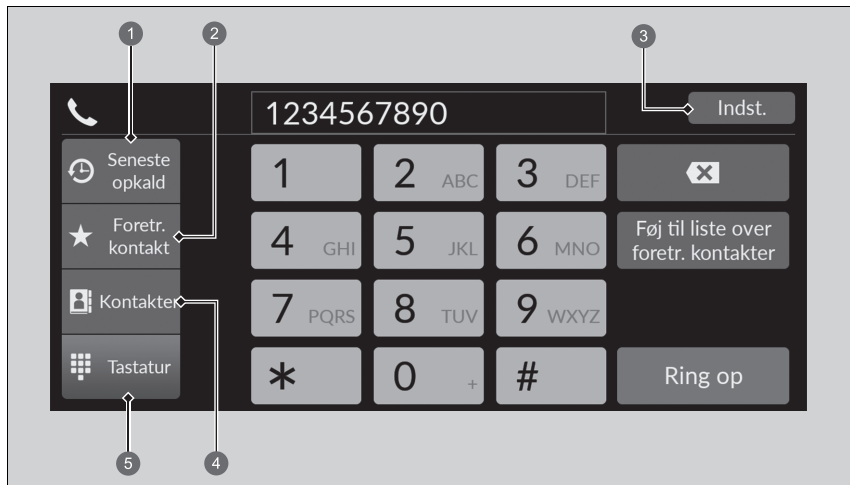 1
2
3
1234567890
Indst.
Seneste
opkald
Foretr.
kontakt
Kontakter
Tastatur
1
2 ABC
3 DEF
4 GHI
5 JKL
6 MNO
7 PQRS
8 TUV
9 WXYZ
*
0 +
#
Føj til liste over
foretr. kontakter
Ring op
5
4